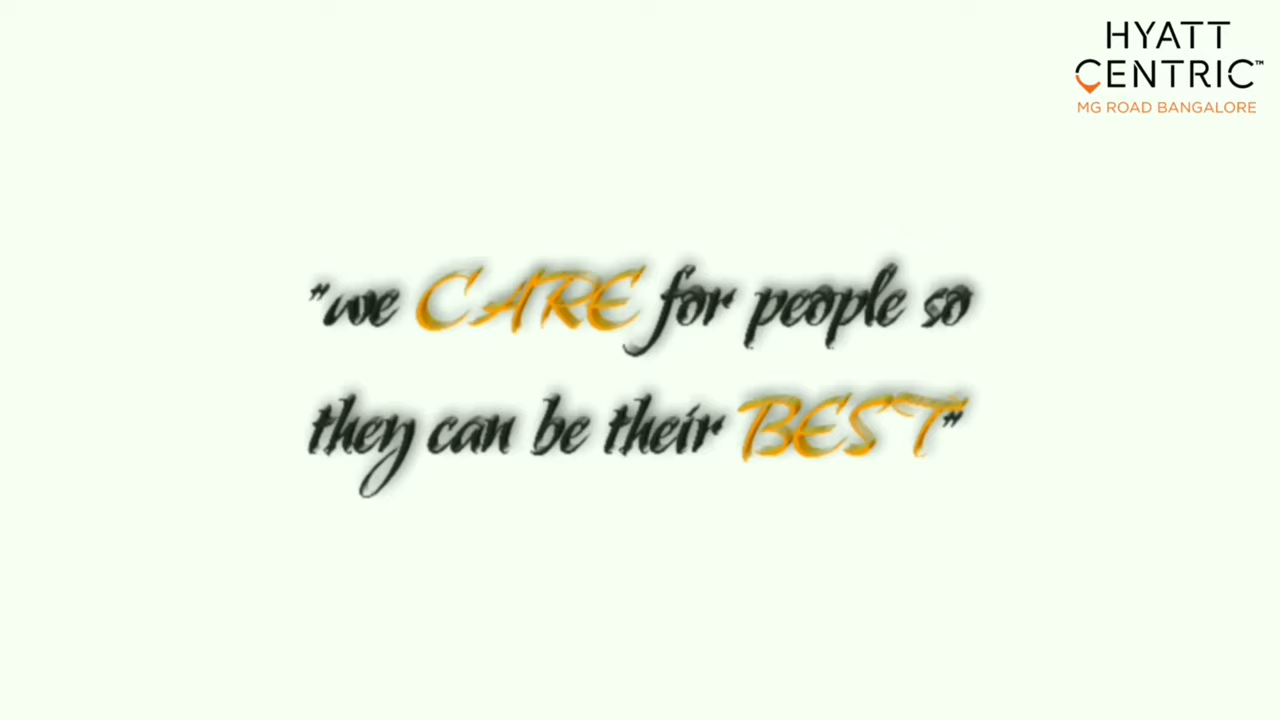 HYATT
CENTRIC™
MG ROAD BANGALORE
"we CARE for people so
they can be their BEST"